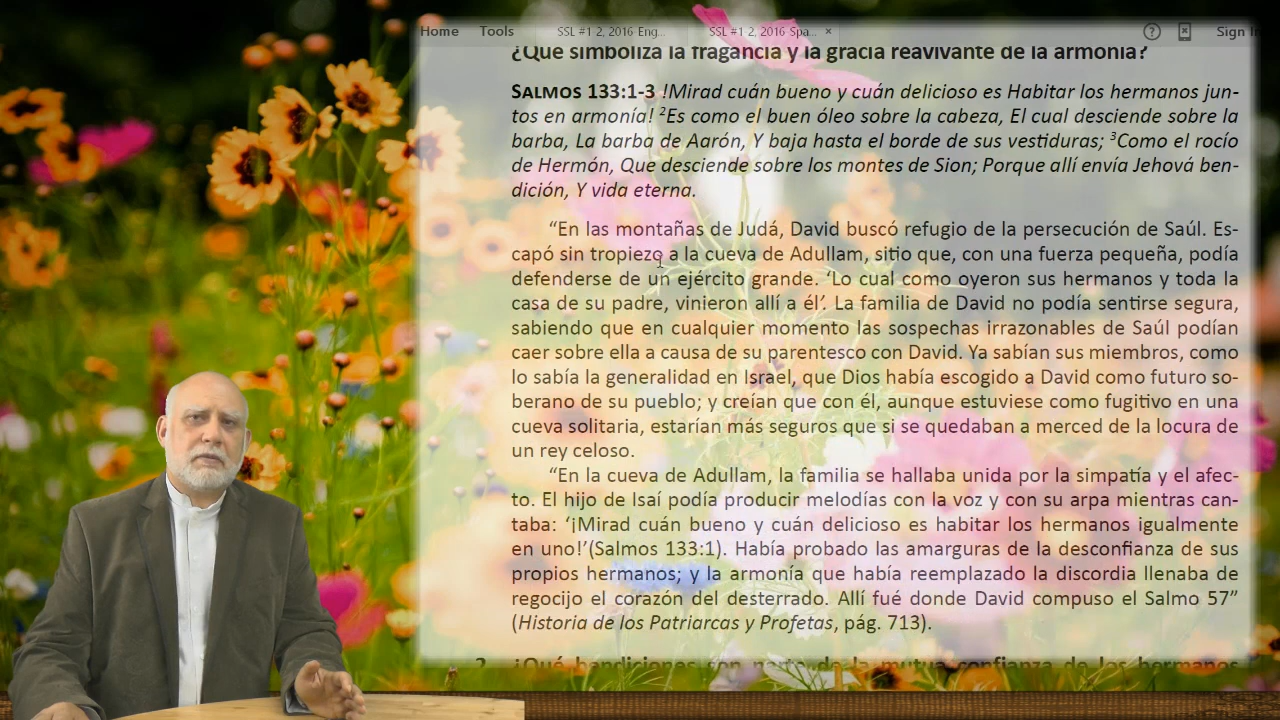 Home Tools SSL #1 2, 2016 Eng... SSL #1 2, 2016 Spa... × Sign In
¿Qué simboliza la fragancia y la gracia reavivante de la armonía?
SALMOS 133:1-3 !Mirad cuán bueno y cuán delicioso es Habitar los hermanos jun-
tos en armonía! ²Es como el buen óleo sobre la cabeza, El cual desciende sobre la
barba, La barba de Aarón, Y baja hasta el borde de sus vestiduras; ³Como el rocío
de Hermón, Que desciende sobre los montes de Sion; Porque allí envía Jehová ben-
dición, Y vida eterna.
“En las montañas de Judá, David buscó refugio de la persecución de Saúl. Es-
capó sin tropiezo a la cueva de Adullam, sitio que, con una fuerza pequeña, podía
defenderse de un ejército grande. ‘Lo cual como oyeron sus hermanos y toda la
casa de su padre, vinieron allí a él’. La familia de David no podía sentirse segura,
sabiendo que en cualquier momento las sospechas irrazonables de Saúl podían
caer sobre ella a causa de su parentesco con David. Ya sabían sus miembros, como
lo sabía la generalidad en Israel, que Dios había escogido a David como futuro so-
berano de su pueblo; y creían que con él, aunque estuviese como fugitivo en una
cueva solitaria, estarían más seguros que si se quedaban a merced de la locura de
un rey celoso.
“En la cueva de Adullam, la familia se hallaba unida por la simpatía y el afec-
to. El hijo de Isaí podía producir melodías con la voz y con su arpa mientras can-
taba: ‘¡Mirad cuán bueno y cuán delicioso es habitar los hermanos igualmente
en uno!’(Salmos 133:1). Había probado las amarguras de la desconfianza de sus
propios hermanos; y la armonía que había reemplazado la discordia llenaba de
regocijo el corazón del desterrado. Allí fué donde David compuso el Salmo 57”
(Historia de los Patriarcas y Profetas, pág. 713).
2. ¿Qué bendiciones son parte de la mutua confianza de los hermanos